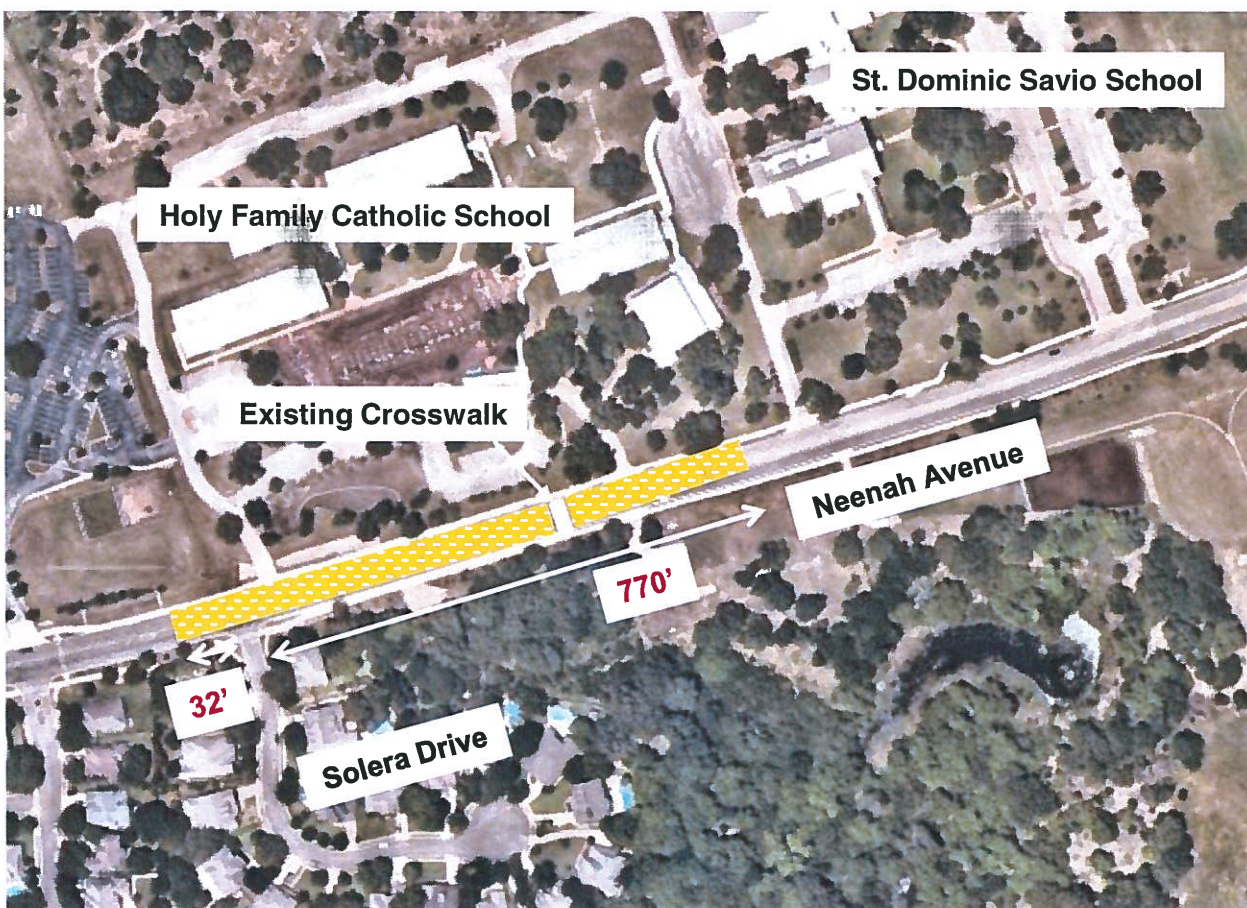 St. Dominic Savio School
Holy Family Catholic School
Existing Crosswalk
Neenah Avenue
770'
32'
Solera Drive